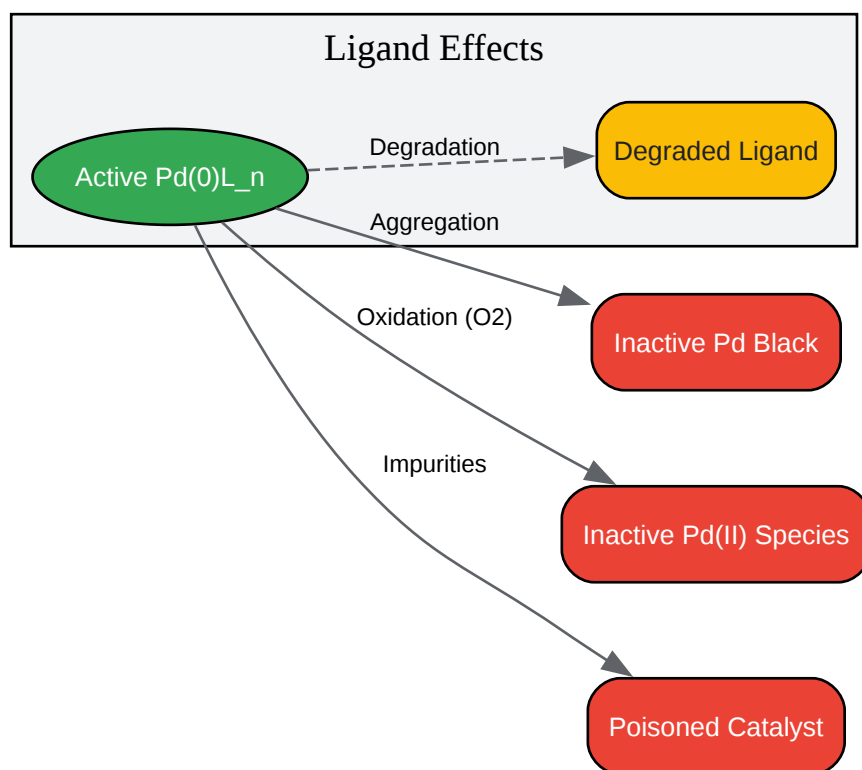 Ligand Effects
Active Pd(0)L_n
Degradation
Degraded Ligand
Aggregation
Inactive Pd Black
Oxidation (O2)
Inactive Pd(II) Species
Impurities
Poisoned Catalyst